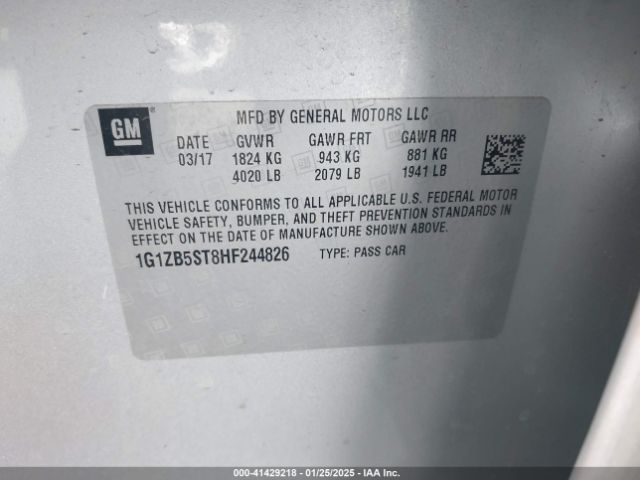 GM
MFD BY GENERAL MOTORS LLC
DATE GVWR GAWR FRT GAWR RR
03/17 1824 KG 943 KG 881 KG
4020 LB 2079 LB 1941 LB
THIS VEHICLE CONFORMS TO ALL APPLICABLE U.S. FEDERAL MOTOR
VEHICLE SAFETY, BUMPER, AND THEFT PREVENTION STANDARDS IN
EFFECT ON THE DATE OF MANUFACTURE SHOWN ABOVE.
1G1ZB5ST8HF244826 TYPE: PASS CAR
000-41429218 - 01/25/2025 - IAA Inc.